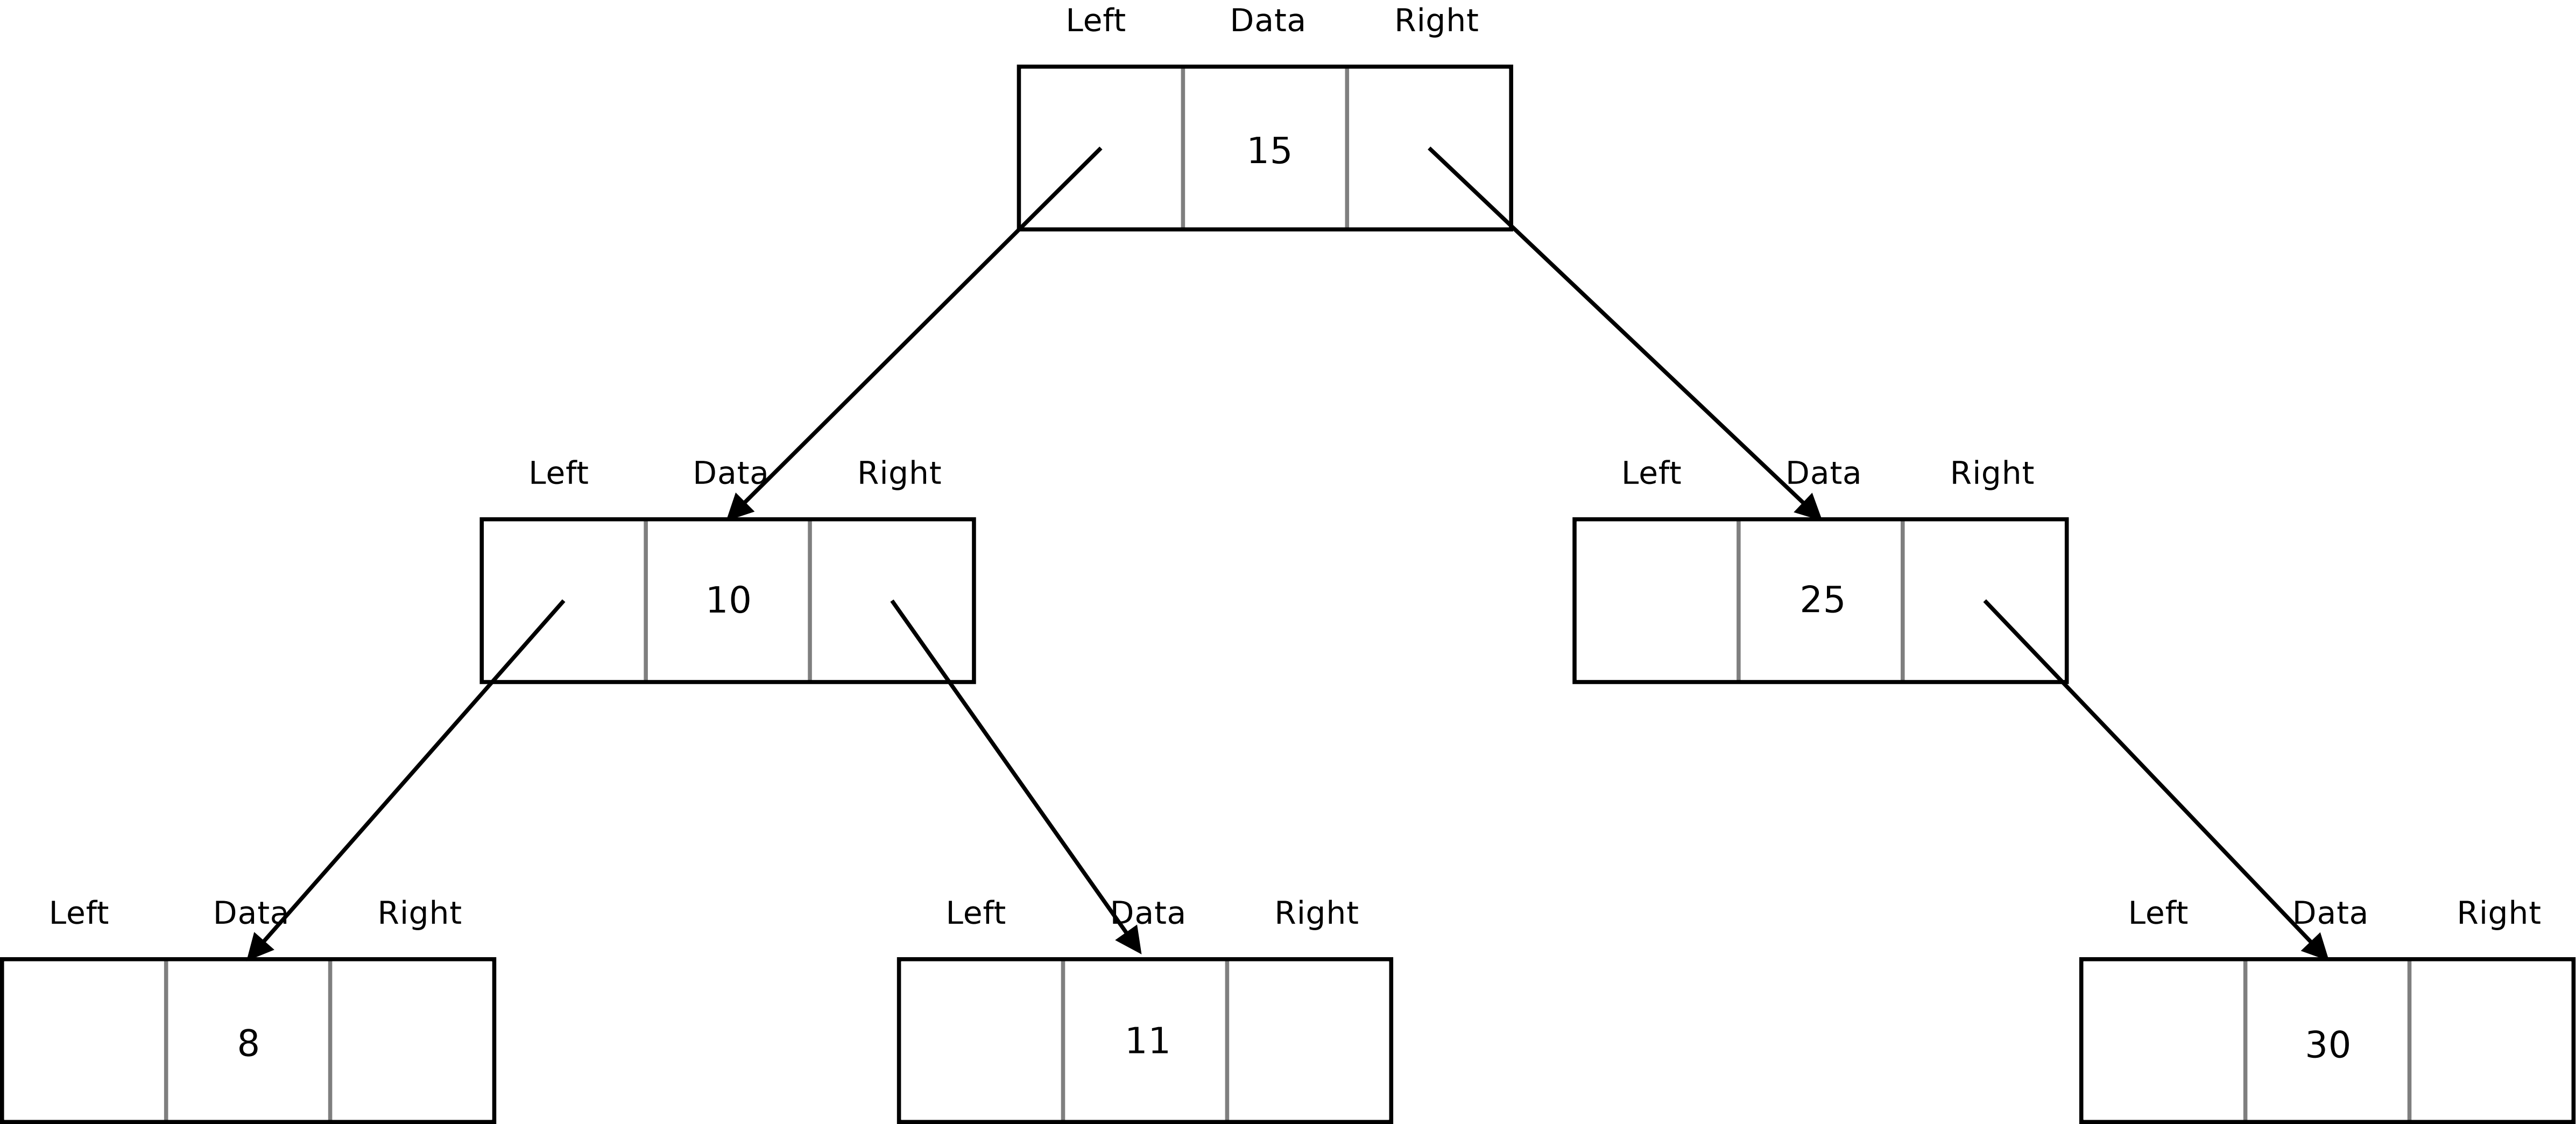 Left Data Right
15
Left Data Right Left Data Right
10 25
Left Data Right Left Data Right Left Data Right
8 11 30